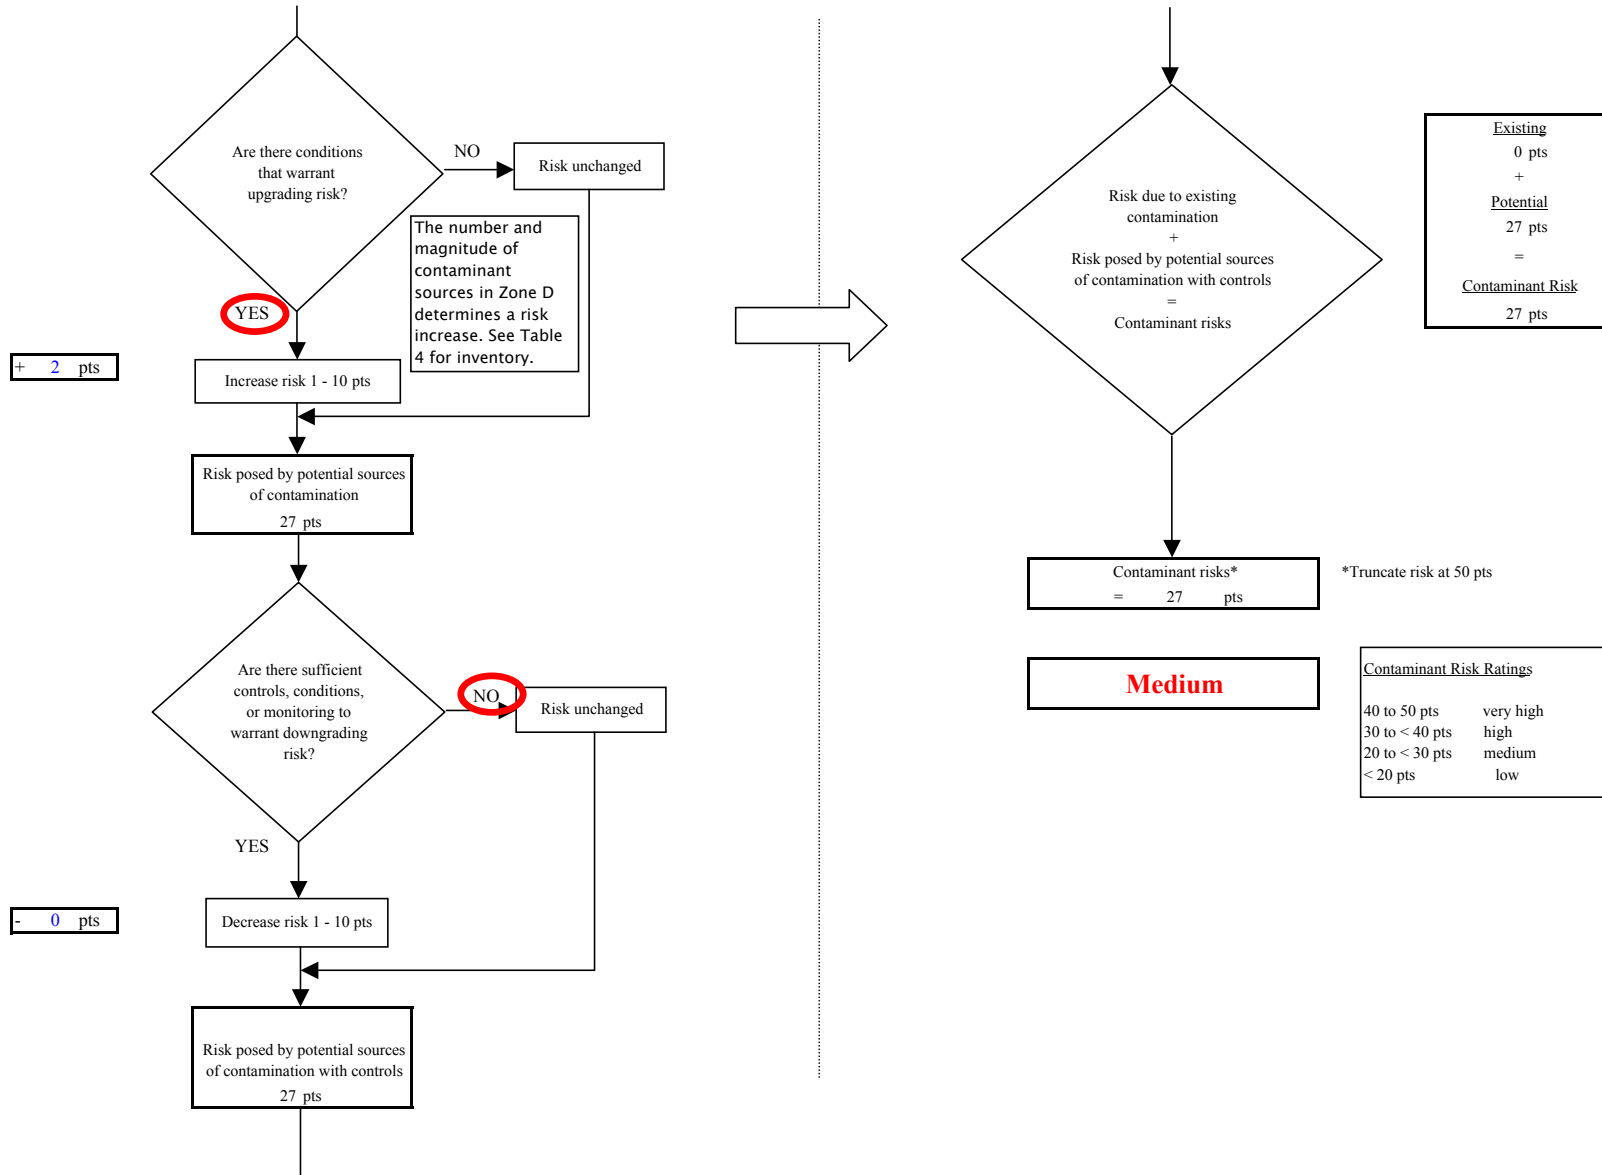 Are there conditions
that warrant
upgrading risk?
NO
Risk unchanged
The number and
magnitude of
contaminant
sources in Zone D
determines a risk
increase. See Table
4 for inventory.
YES
+ 2 pts
Increase risk 1 - 10 pts
Risk posed by potential sources
of contamination
27 pts
Are there sufficient
controls, conditions,
or monitoring to
warrant downgrading
risk?
NO
Risk unchanged
YES
- 0 pts
Decrease risk 1 - 10 pts
Risk posed by potential sources
of contamination with controls
27 pts
Risk due to existing
contamination
+
Risk posed by potential sources
of contamination with controls
=
Contaminant risks
Existing
0 pts
+
Potential
27 pts
=
Contaminant Risk
27 pts
Contaminant risks*
= 27 pts
*Truncate risk at 50 pts
Medium
Contaminant Risk Ratings
40 to 50 pts very high
30 to < 40 pts high
20 to < 30 pts medium
< 20 pts low